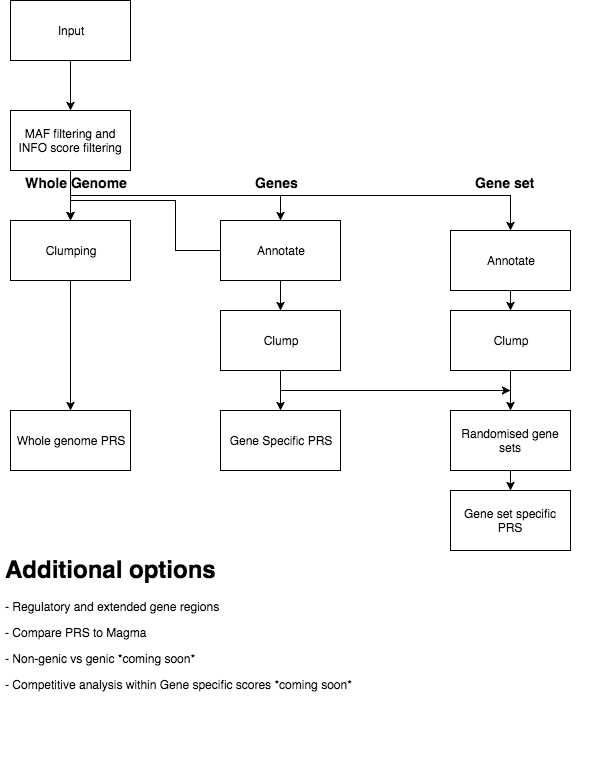 Input
MAF filtering and
INFO score filtering
Whole Genome
Genes
Gene set
Clumping
Annotate
Annotate
Clump
Clump
Whole genome PRS
Gene Specific PRS
Randomised gene
sets
Gene set specific
PRS
Additional options
- Regulatory and extended gene regions
- Compare PRS to Magma
- Non-genic vs genic *coming soon*
- Competitive analysis within Gene specific scores *coming soon*